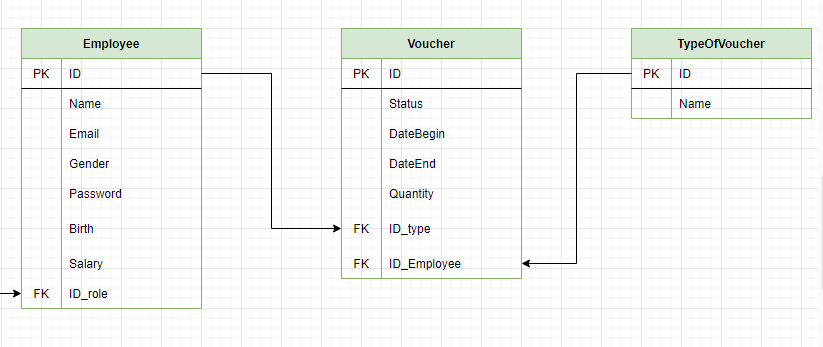 Employee
PK ID
Name
Email
Gender
Password
Birth
Salary
FK ID_role
Voucher
PK ID
Status
DateBegin
DateEnd
Quantity
FK ID_type
FK ID_Employee
TypeOfVoucher
PK ID
Name